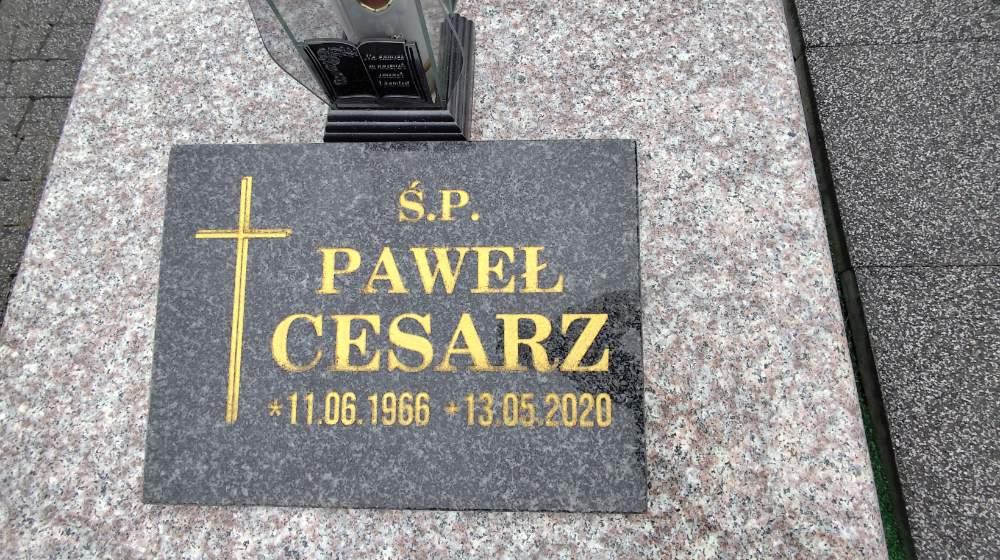 Ś.P.
PAWEŁ
CESARZ
*11.06.1966 +13.05.2020